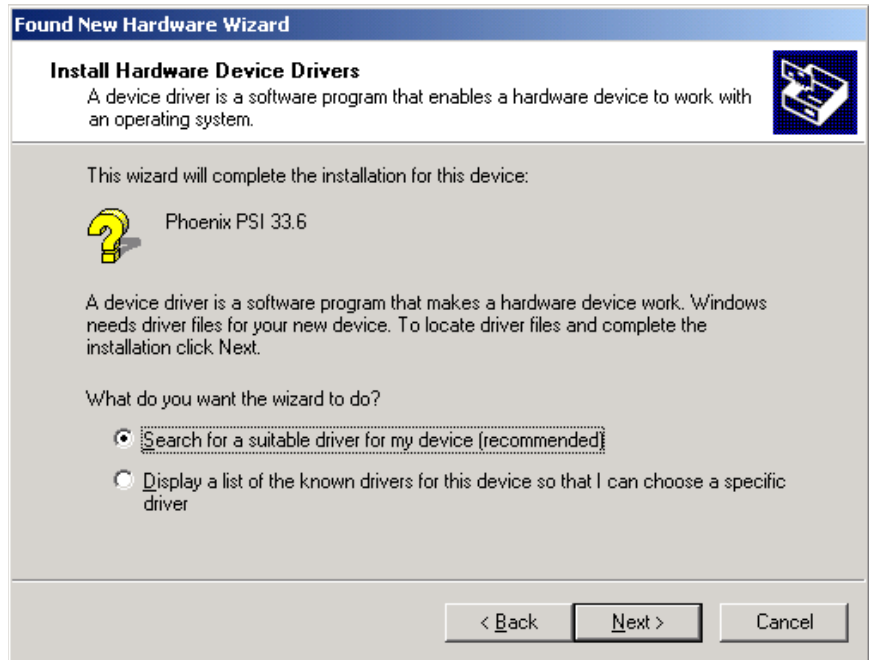 Found New Hardware Wizard
Install Hardware Device Drivers
A device driver is a software program that enables a hardware device to work with
an operating system.
This wizard will complete the installation for this device:
Phoenix PSI 33.6
A device driver is a software program that makes a hardware device work. Windows
needs driver files for your new device. To locate driver files and complete the
installation click Next.
What do you want the wizard to do?
Search for a suitable driver for my device (recommended)
Display a list of the known drivers for this device so that I can choose a specific
driver
< Back Next > Cancel